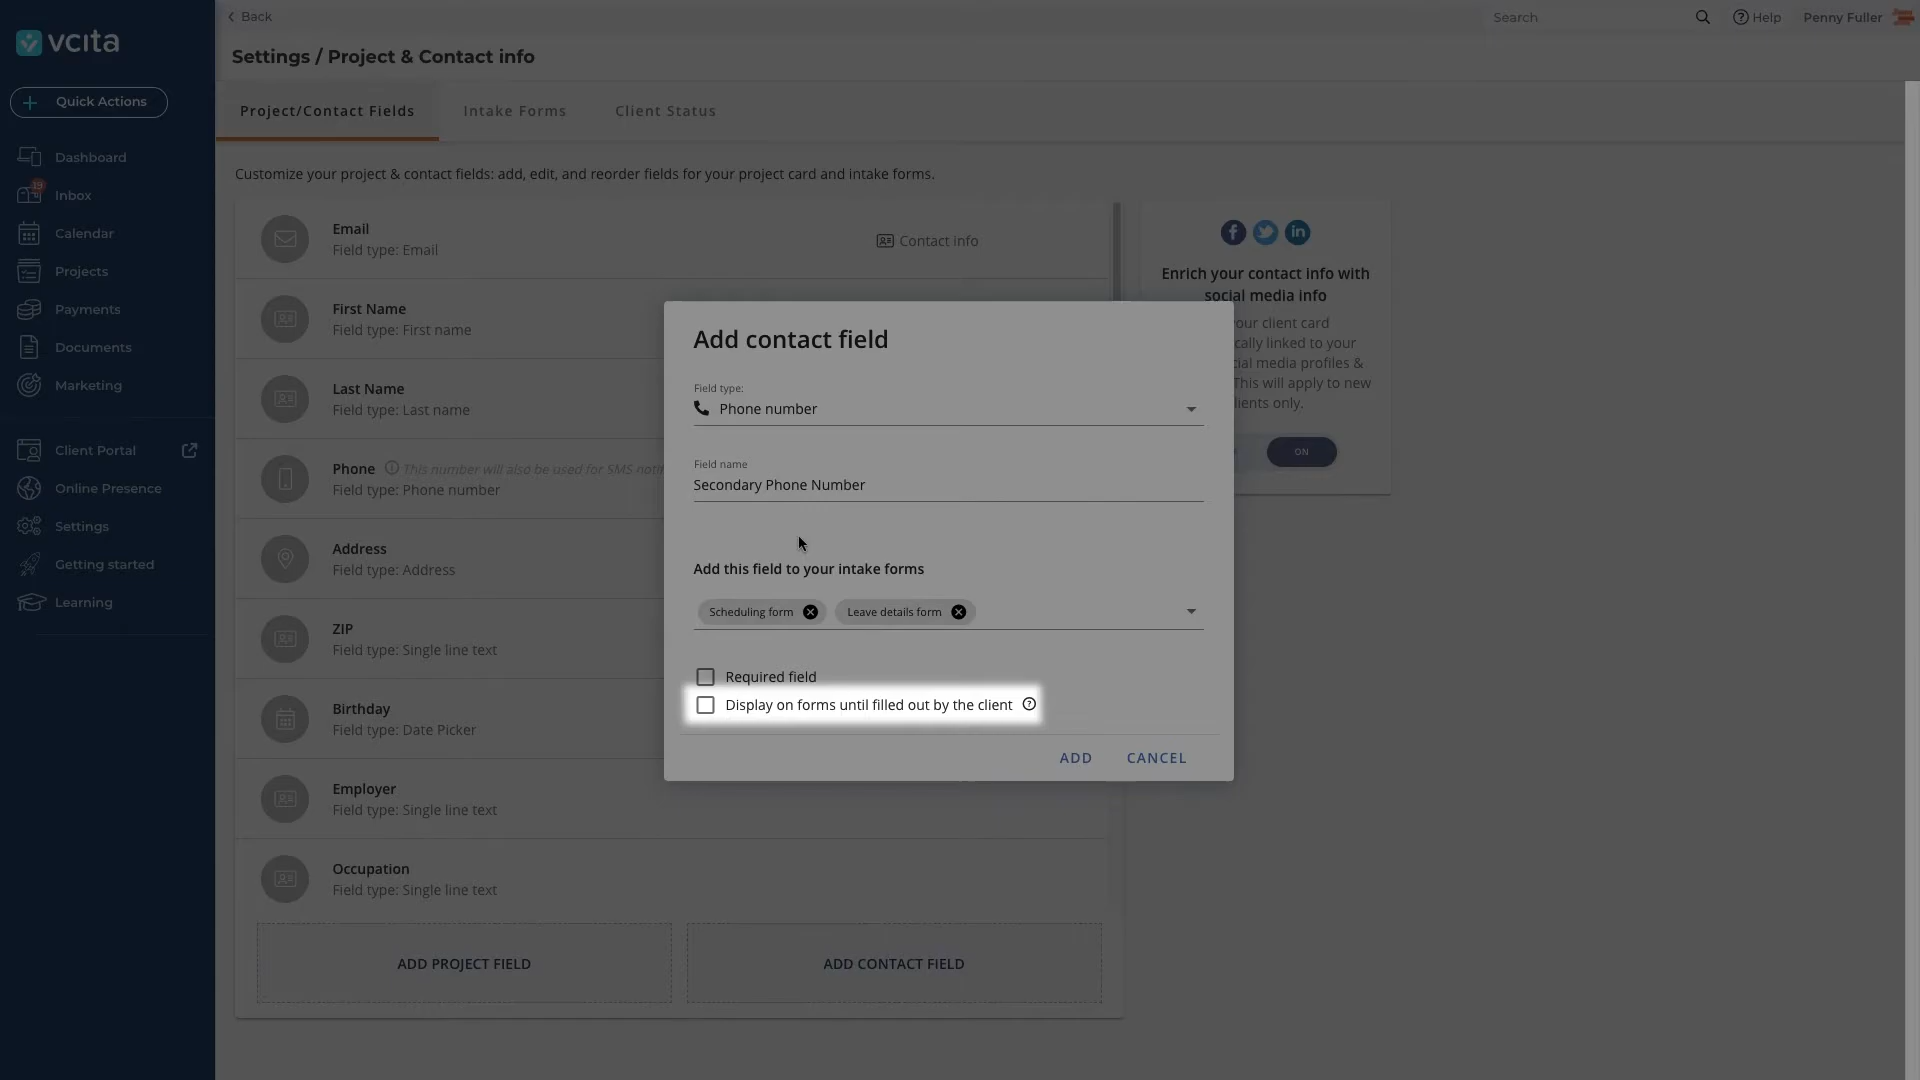 Back
Search
Help
Penny Fuller
vcita
Settings / Project & Contact info
Quick Actions
Project/Contact Fields
Intake Forms
Client Status
Dashboard
19
Inbox
Calendar
Projects
Payments
Documents
Marketing
Client Portal
Online Presence
Settings
Getting started
Learning
Customize your project & contact fields: add, edit, and reorder fields for your project card and intake forms.
Email
Field type: Email
Contact info
First Name
Field type: First name
Last Name
Field type: Last name
Phone This number will also be used for SMS
Field type: Phone number
Address
Field type: Address
ZIP
Field type: Single line text
Birthday
Field type: Date Picker
Employer
Field type: Single line text
Occupation
Field type: Single line text
ADD PROJECT FIELD
ADD CONTACT FIELD
Enrich your contact info with
social media info
your client card
cally linked to your
cial media profiles &
This will apply to new
clients only.
ON
Add contact field
Field type:
Phone number
Field name
Secondary Phone Number
Add this field to your intake forms
Scheduling form
Leave details form
Required field
Display on forms until filled out by the client
ADD
CANCEL